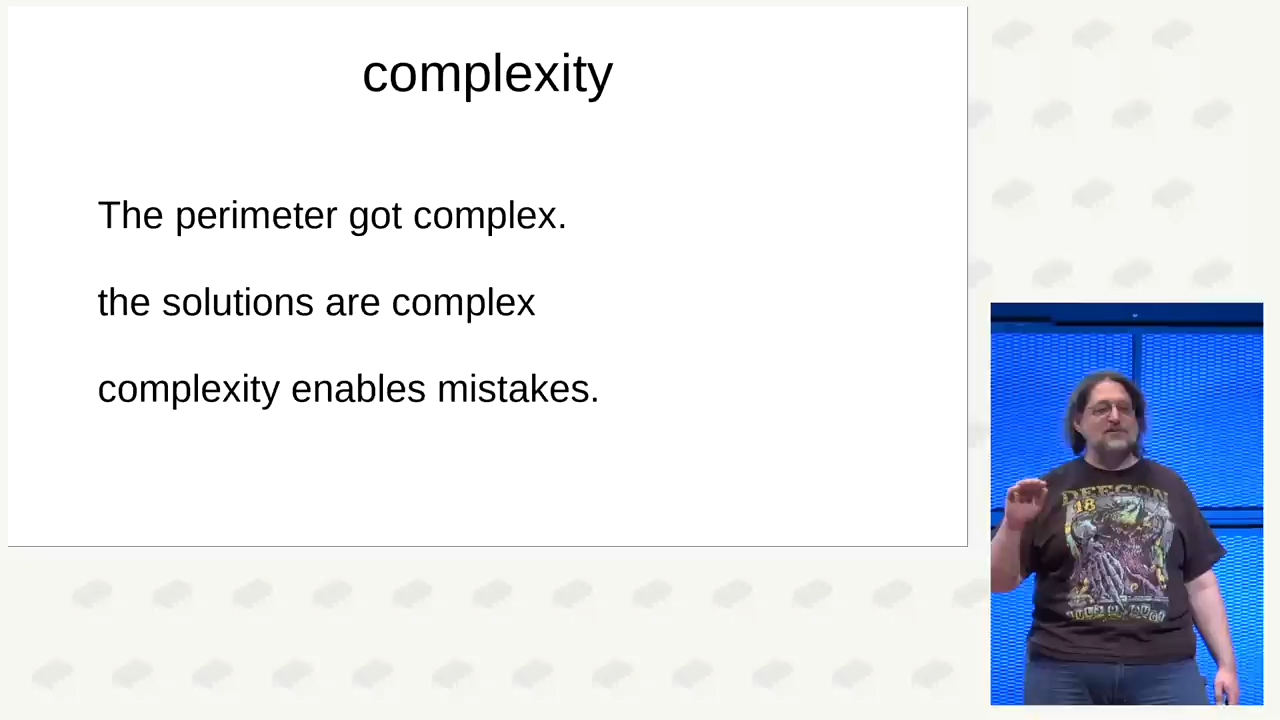 complexity
The perimeter got complex.
the solutions are complex
complexity enables mistakes.
DEFCON
18